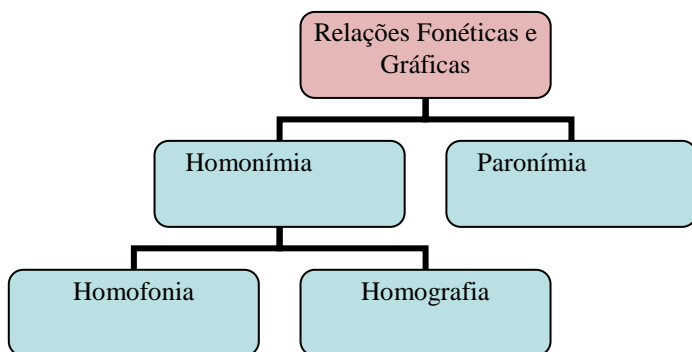 Relações Fonéticas e
Gráficas
Homonímia
Paronímia
Homofonia
Homografia